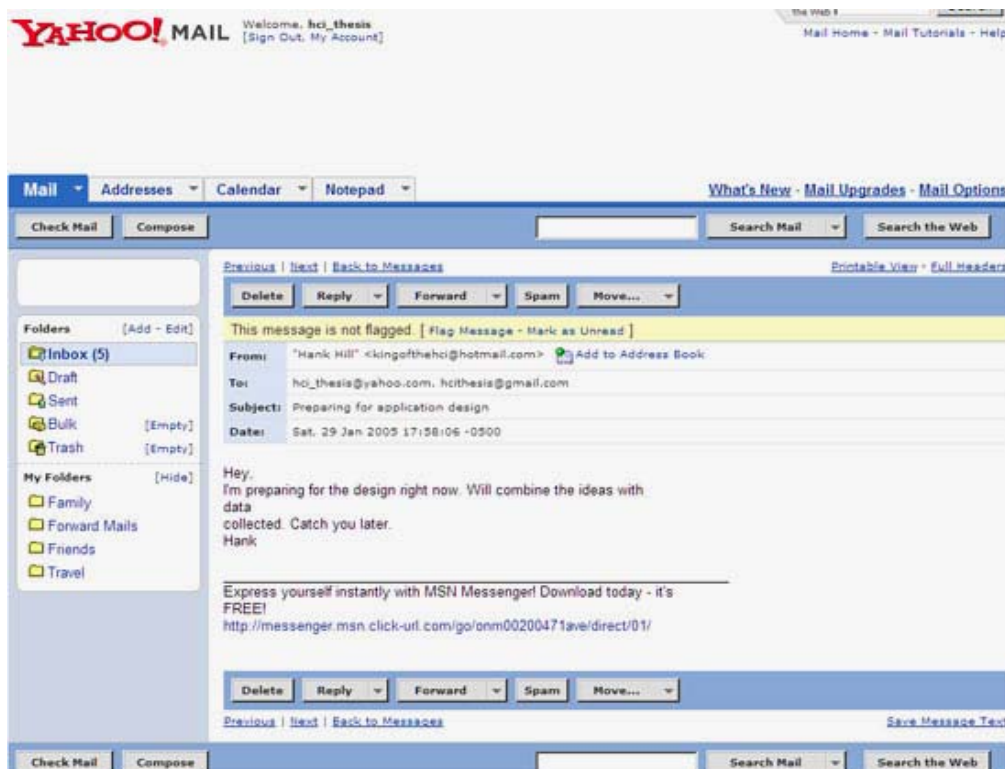 the Web
YAHOO! MAIL
Welcome, hci_thesis
[Sign Out, My Account]
Mail Home - Mail Tutorials - Help
Mail Addresses Calendar Notepad
What's New - Mail Upgrades - Mail Options
Check Mail Compose Search Mail Search the Web
Previous | Next | Back to Messages Printable View - Full Headers
Delete Reply Forward Spam Move...
Folders [Add - Edit]
Inbox (5)
Draft
Sent
Bulk [Empty]
Trash [Empty]
My Folders [Hide]
Family
Forward Mails
Friends
Travel
This message is not flagged. [ Flag Message - Mark as Unread ]
From: "Hank Hill" <kingofthehci@hotmail.com> Add to Address Book
To: hci_thesis@yahoo.com, hcithesis@gmail.com
Subject: Preparing for application design
Date: Sat, 29 Jan 2005 17:58:06 -0500
Hey,
I'm preparing for the design right now. Will combine the ideas with
data
collected. Catch you later.
Hank
Express yourself instantly with MSN Messenger! Download today - it's
FREE!
http://messenger.msn.click-url.com/go/onm00200471ave/direct/01/
Delete Reply Forward Spam Move...
Previous | Next | Back to Messages Save Message Text
Check Mail Compose Search Mail Search the Web